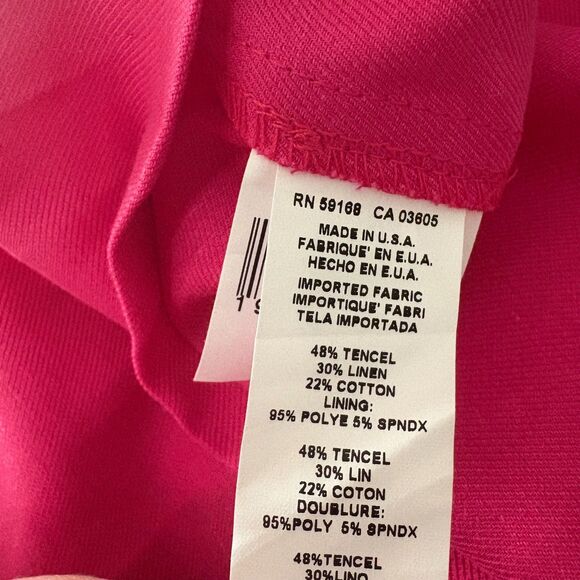 RN 59168 CA 03605
MADE IN U.S.A.
FABRIQUE' EN E.U.A.
HECHO EN E.U.A.
IMPORTED FABRIC
IMPORTIQUE' FABRI
TELA IMPORTADA
48% TENCEL
30% LINEN
22% COTTON
LINING:
95% POLYE 5% SPNDX
48% TENCEL
30% LIN
22% COTON
DOUBLURE:
95%POLY 5% SPNDX
48%TENCEL
30%LINO
1